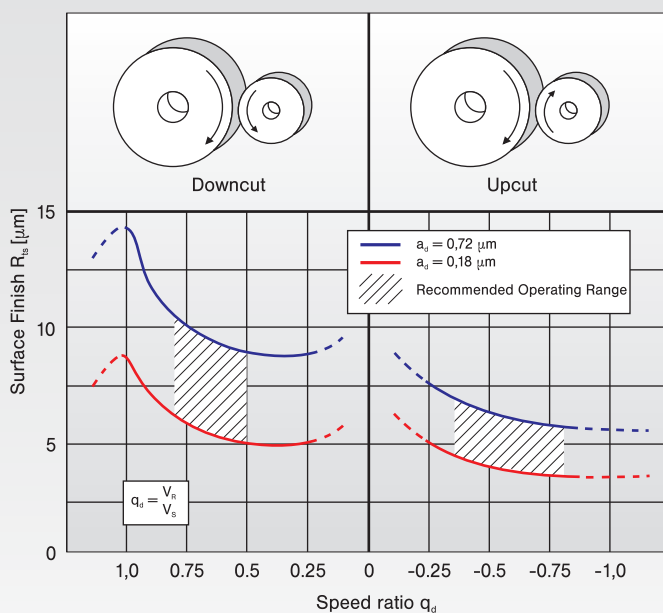 Downcut
Upcut
Surface Finish R_ts [µm]
15
10
5
0
a_d = 0,72 µm
a_d = 0,18 µm
Recommended Operating Range
q_d = V_R / V_S
1,0 0.75 0.5 0.25 0 -0.25 -0.5 -0.75 -1,0
Speed ratio q_d